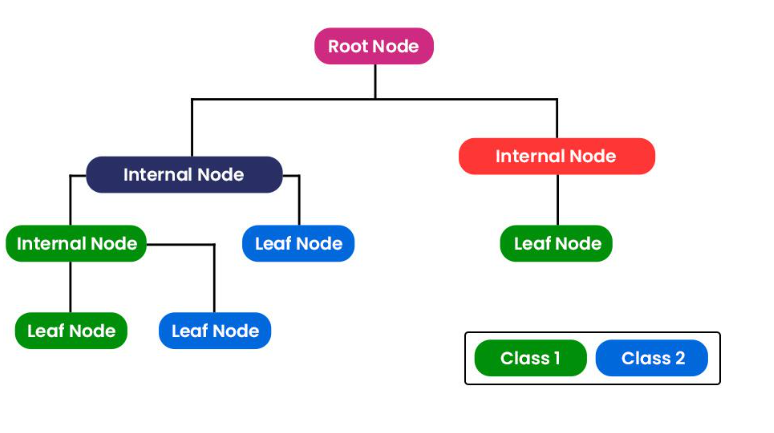 Root Node
Internal Node
Internal Node
Internal Node
Leaf Node
Leaf Node
Leaf Node
Leaf Node
Class 1
Class 2